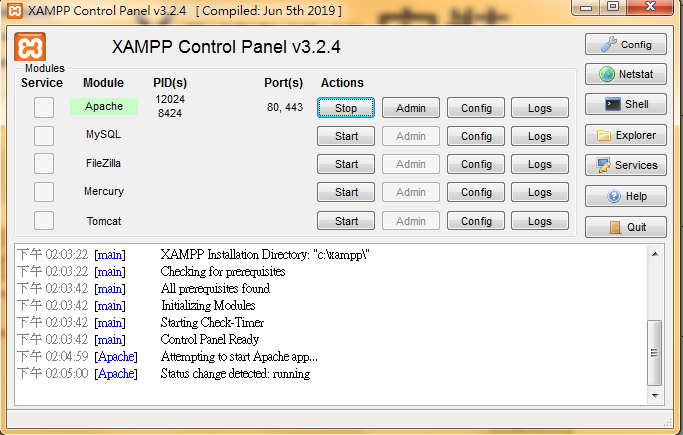 XAMPP Control Panel v3.2.4 [ Compiled: Jun 5th 2019 ]
XAMPP Control Panel v3.2.4
Config
Modules
Service Module PID(s) Port(s) Actions
Netstat
Apache 12024 8424 80, 443 Stop Admin Config Logs
Shell
MySQL Start Admin Config Logs
Explorer
FileZilla Start Admin Config Logs
Services
Mercury Start Admin Config Logs
Help
Tomcat Start Admin Config Logs
Quit
下午 02:03:22 [main] XAMPP Installation Directory: "c:\xampp\"
下午 02:03:22 [main] Checking for prerequisites
下午 02:03:42 [main] All prerequisites found
下午 02:03:42 [main] Initializing Modules
下午 02:03:42 [main] Starting Check-Timer
下午 02:03:42 [main] Control Panel Ready
下午 02:04:59 [Apache] Attempting to start Apache app...
下午 02:05:00 [Apache] Status change detected: running